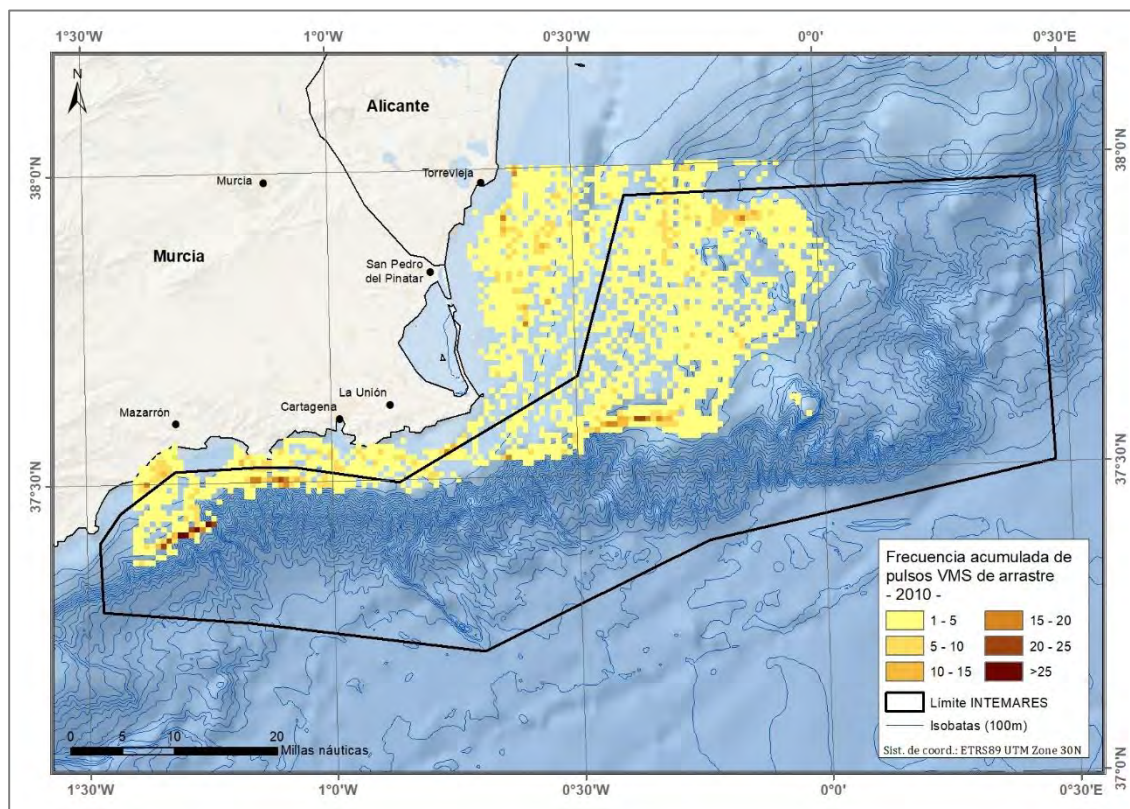 1°30'W 1°0'W 0°30'W 0°0' 0°30'E
N
Alicante
38°0'N 38°0'N
Murcia
Torrevieja
Murcia
San Pedro
del Pinatar
La Unión
Cartagena
Mazarrón
37°30'N 37°30'N
Frecuencia acumulada de
pulsos VMS de arrastre
- 2010 -
1 - 5 15 - 20
5 - 10 20 - 25
10 - 15 >25
Límite INTEMARES
Isobatas (100m)
Sist. de coord.: ETRS89 UTM Zone 30N
0 5 10 20
Millas náuticas
37°0'N
1°30'W 1°0'W 0°30'W 0°0' 0°30'E